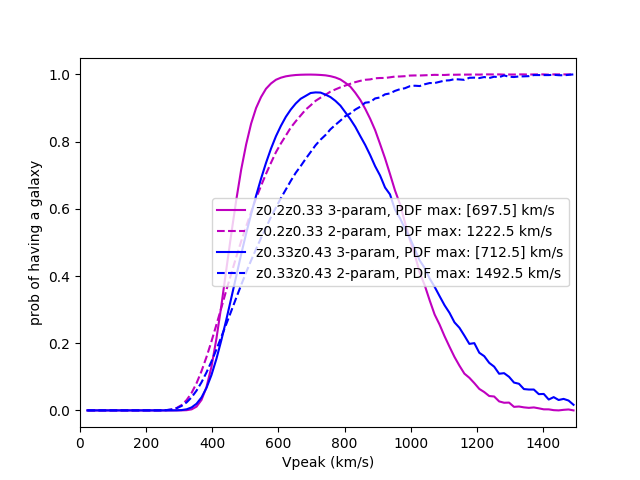 1.0
0.8
0.6
0.4
0.2
0.0
prob of having a galaxy
z0.2z0.33 3-param, PDF max: [697.5] km/s
z0.2z0.33 2-param, PDF max: 1222.5 km/s
z0.33z0.43 3-param, PDF max: [712.5] km/s
z0.33z0.43 2-param, PDF max: 1492.5 km/s
0 200 400 600 800 1000 1200 1400
Vpeak (km/s)